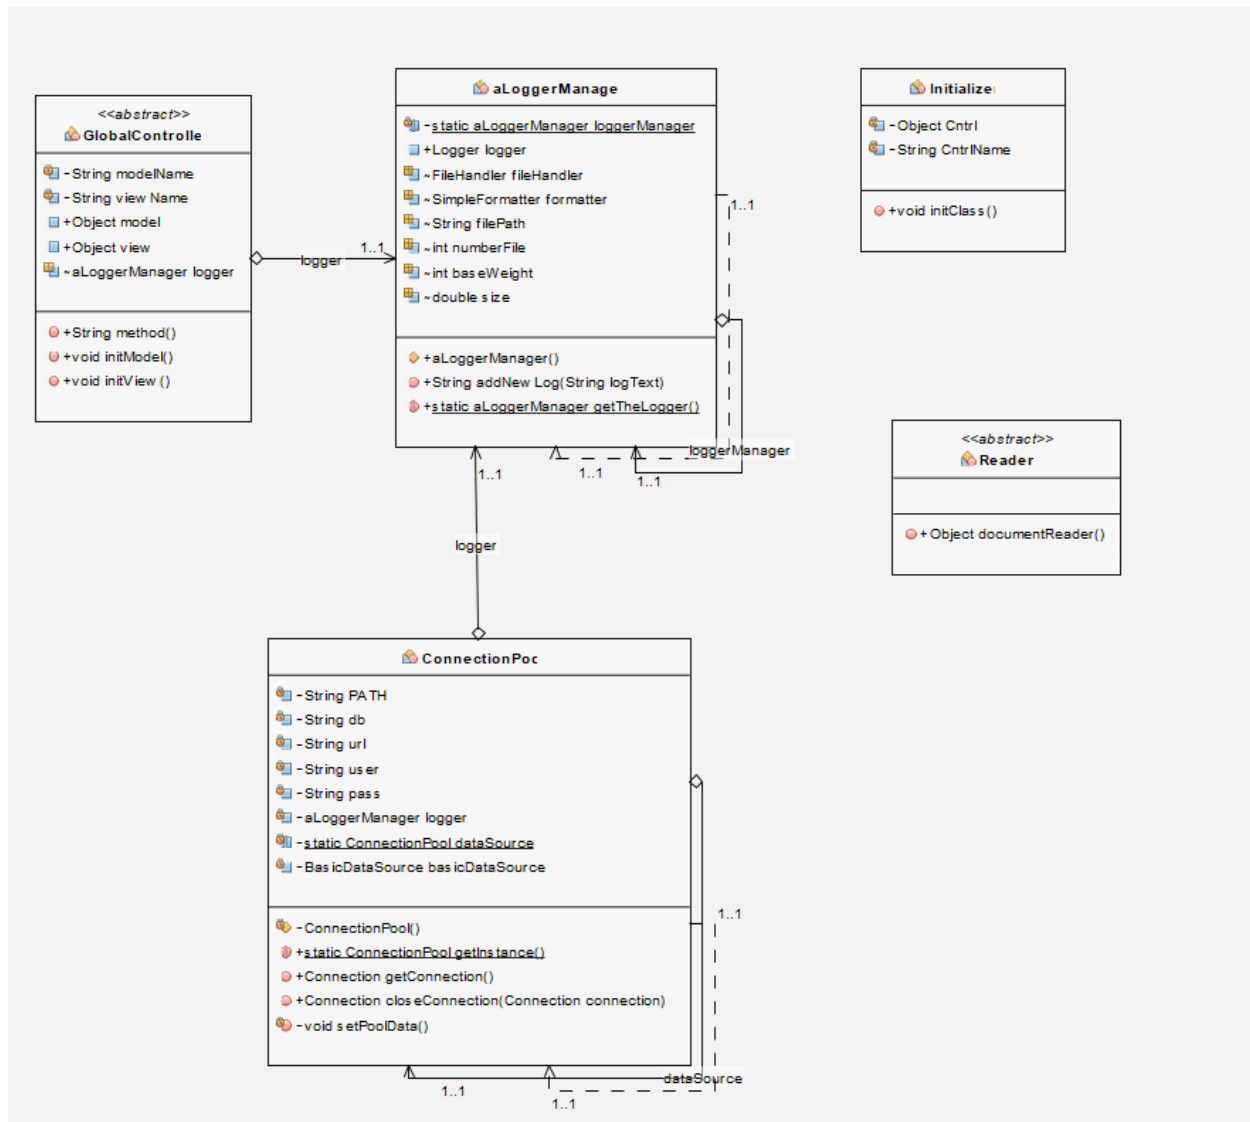 <<abstract>>
GlobalControlle
-String modelName
-String view Name
+Object model
+Object view
~aLoggerManager logger
+String method()
+void initModel()
+void initView ()
logger
1..1
aLoggerManage
-static aLoggerManager loggerManager
+Logger logger
~FileHandler fileHandler
~SimpleFormatter formatter
~String filePath
~int numberFile
~int baseWeight
~double size
+aLoggerManager()
+String addNew Log(String logText)
+static aLoggerManager getTheLogger()
1..1
loggerManager
1..1
1..1
1..1
Initialize
-Object Cntrl
-String CntrlName
+void initClass()
<<abstract>>
Reader
+ Object documentReader()
logger
ConnectionPoc
-String PATH
-String db
-String url
-String user
-String pass
-aLoggerManager logger
-static ConnectionPool dataSource
-BasicDataSource basicDataSource
-ConnectionPool()
+static ConnectionPool getInstance()
+Connection getConnection()
+Connection closeConnection(Connection connection)
-void setPoolData()
1..1
dataSource
1..1
1..1